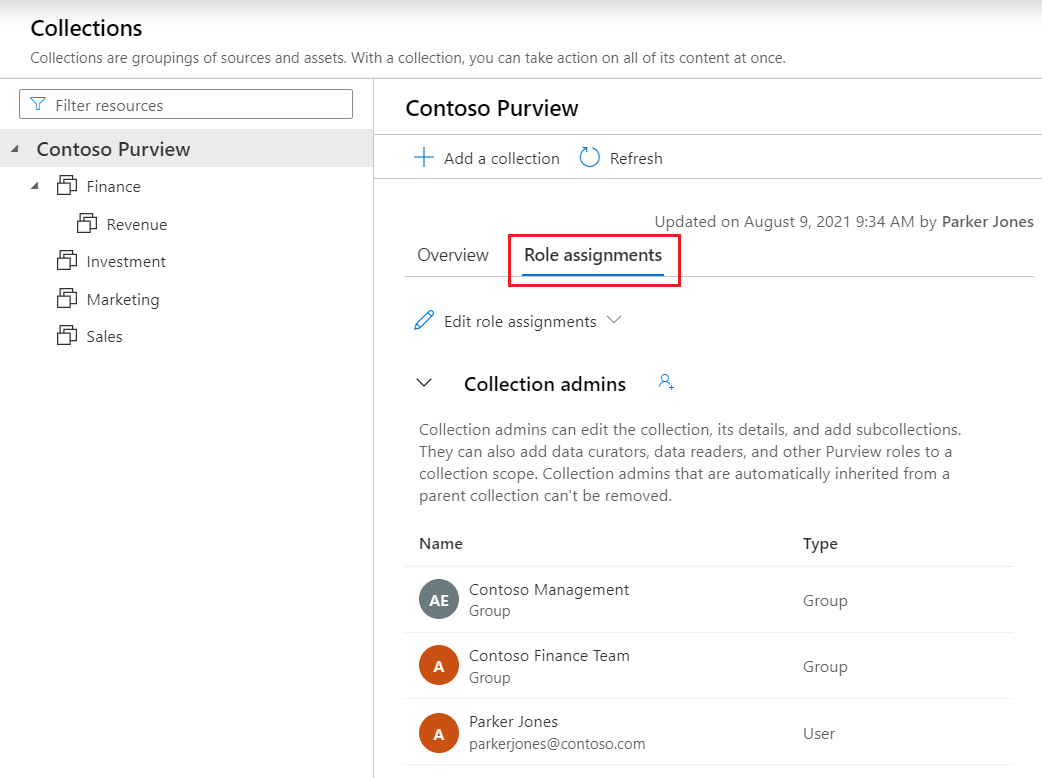 Collections
Collections are groupings of sources and assets. With a collection, you can take action on all of its content at once.
Filter resources
Contoso Purview
Finance
Revenue
Investment
Marketing
Sales
Contoso Purview
Add a collection
Refresh
Updated on August 9, 2021 9:34 AM by Parker Jones
Overview
Role assignments
Edit role assignments
Collection admins
Collection admins can edit the collection, its details, and add subcollections.
They can also add data curators, data readers, and other Purview roles to a
collection scope. Collection admins that are automatically inherited from a
parent collection can't be removed.
Name
Type
AE
Contoso Management
Group
Group
A
Contoso Finance Team
Group
Group
A
Parker Jones
parkerjones@contoso.com
User